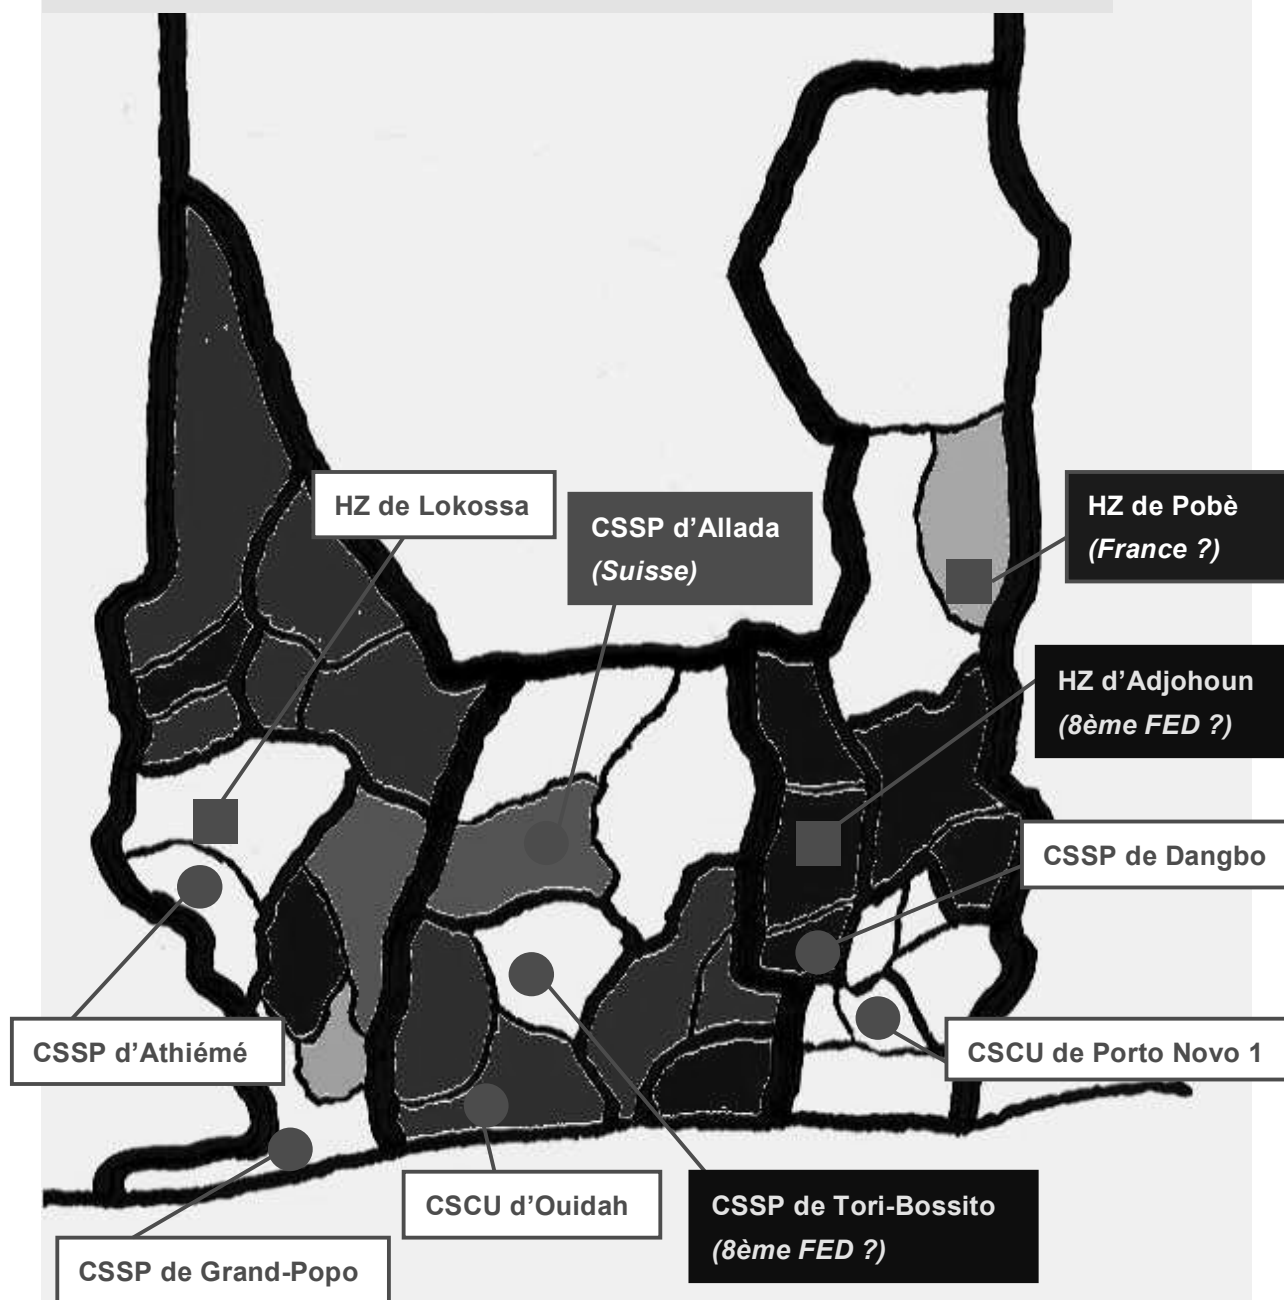 HZ de Lokossa
CSSP d’Allada
(Suisse)
HZ de Pobè
(France ?)
HZ d’Adjohoun
(8ème FED ?)
CSSP de Dangbo
CSSP d’Athiémé
CSCU de Porto Novo 1
CSCU d’Ouidah
CSSP de Tori-Bossito
(8ème FED ?)
CSSP de Grand-Popo